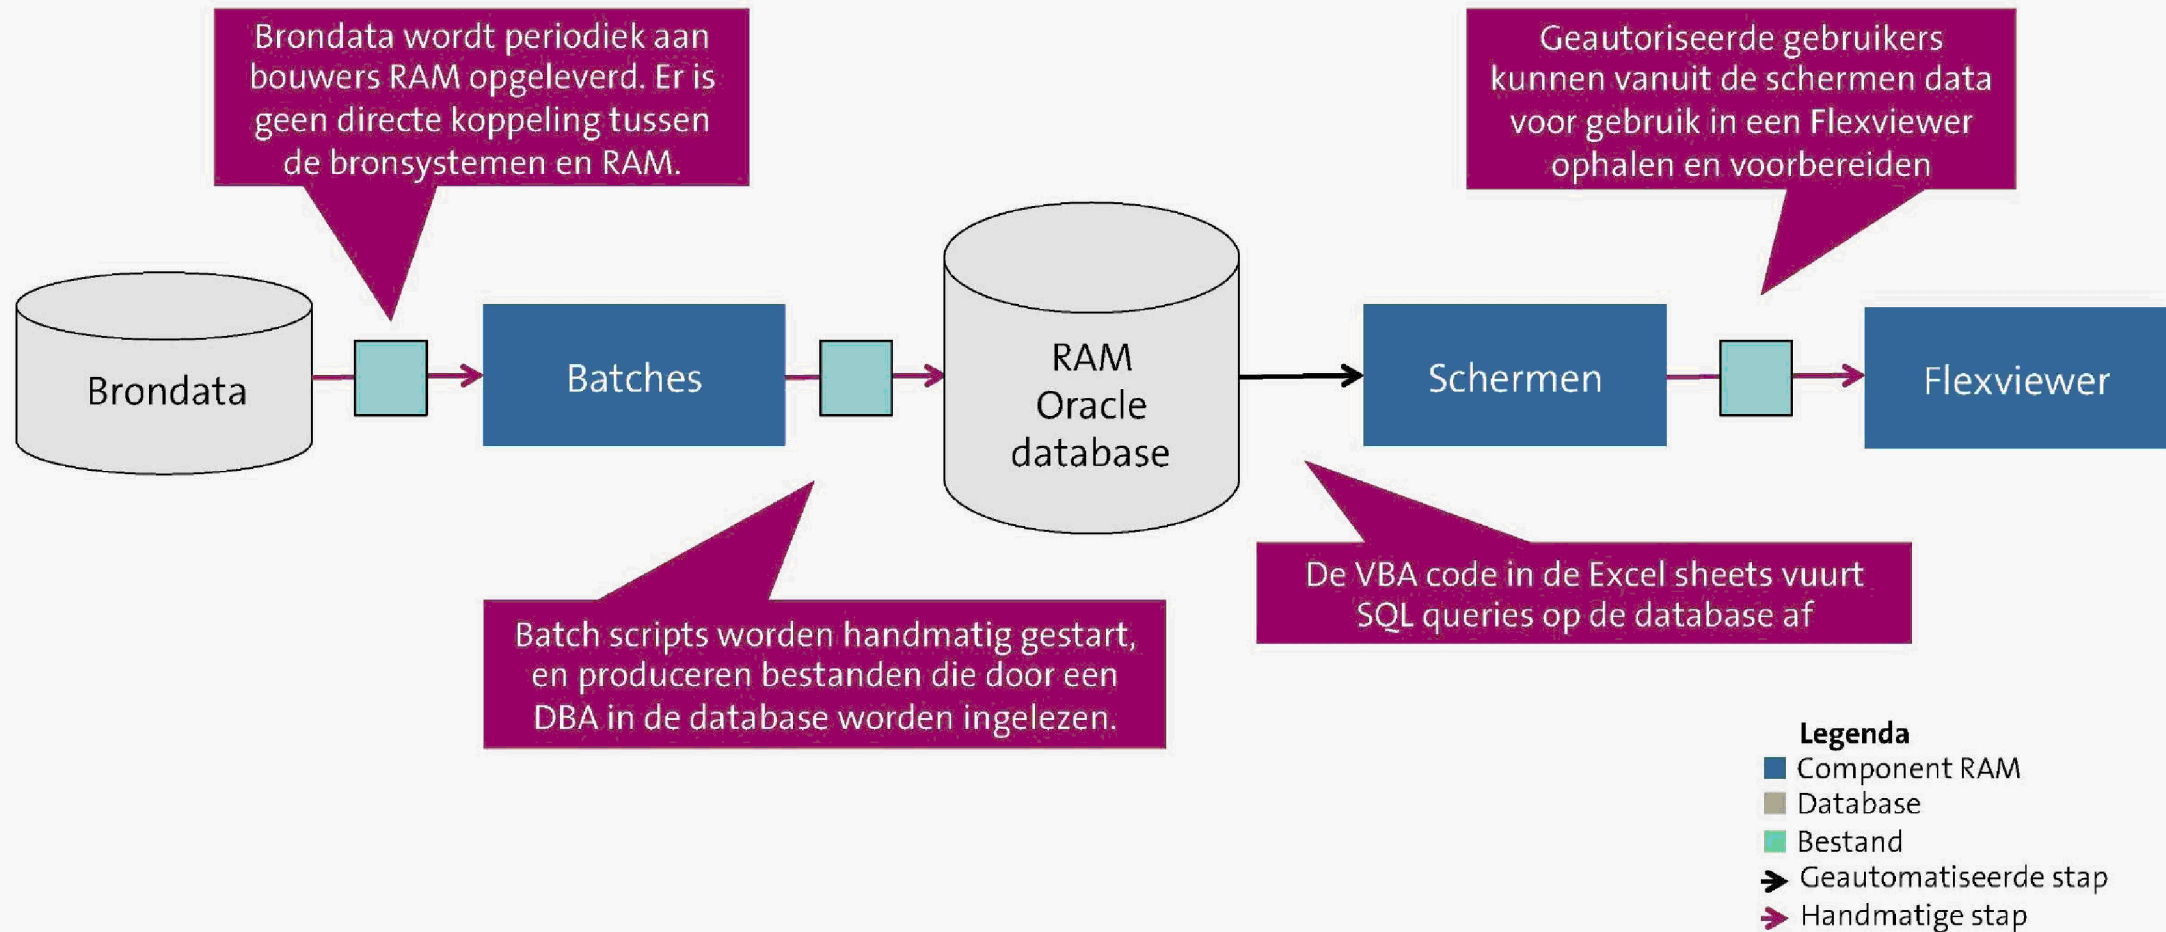 Brondata wordt periodiek aan
bouwers RAM opgeleverd. Er is
geen directe koppeling tussen
de bronsystemen en RAM.
Geautoriseerde gebruikers
kunnen vanuit de schermen data
voor gebruik in een Flexviewer
ophalen en voorbereiden
Brondata
Batches
RAM
Oracle
database
Schermen
Flexviewer
Batch scripts worden handmatig gestart,
en produceren bestanden die door een
DBA in de database worden ingelezen.
De VBA code in de Excel sheets vuurt
SQL queries op de database af
Legenda
Component RAM
Database
Bestand
Geautomatiseerde stap
Handmatige stap